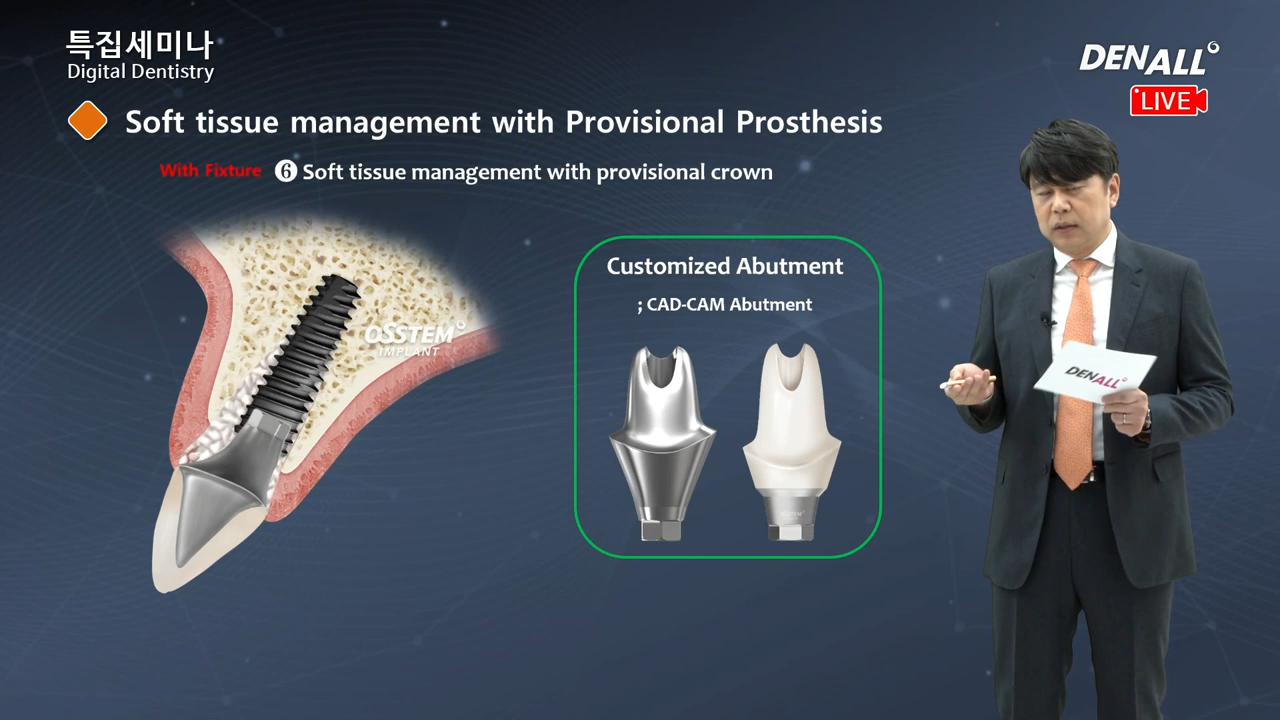 특집세미나
Digital Dentistry
DENALL
LIVE
Soft tissue management with Provisional Prosthesis
With Fixture ❻ Soft tissue management with provisional crown
Customized Abutment
; CAD-CAM Abutment
OSSTEM
IMPLANT
DENALL